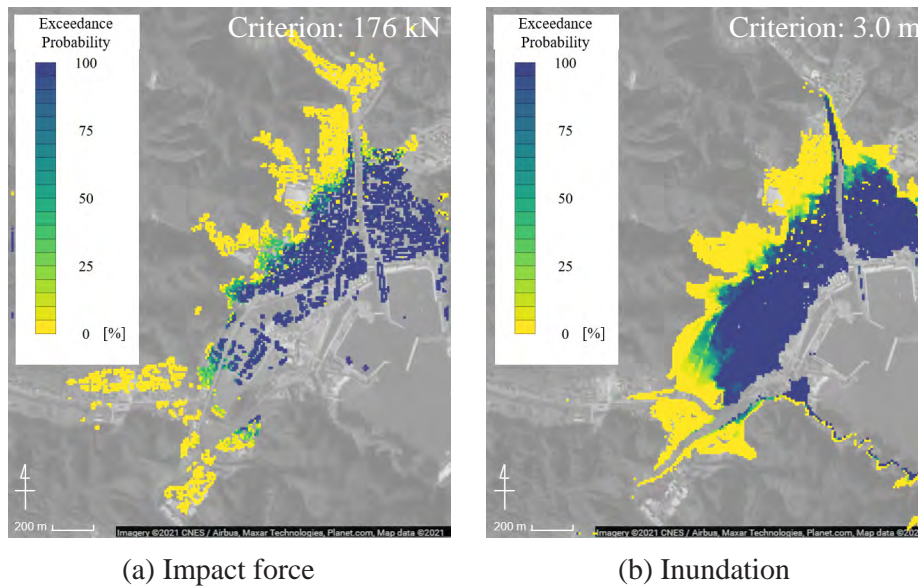 Exceedance
Probability
100
75
50
25
0 [%]
Criterion: 176 kN
200 m
Imagery ©2021 CNES / Airbus, Maxar Technologies, Planet.com, Map data ©2021
(a) Impact force
Exceedance
Probability
100
75
50
25
0 [%]
Criterion: 3.0 m
200 m
Imagery ©2021 CNES / Airbus, Maxar Technologies, Planet.com, Map data ©2021
(b) Inundation